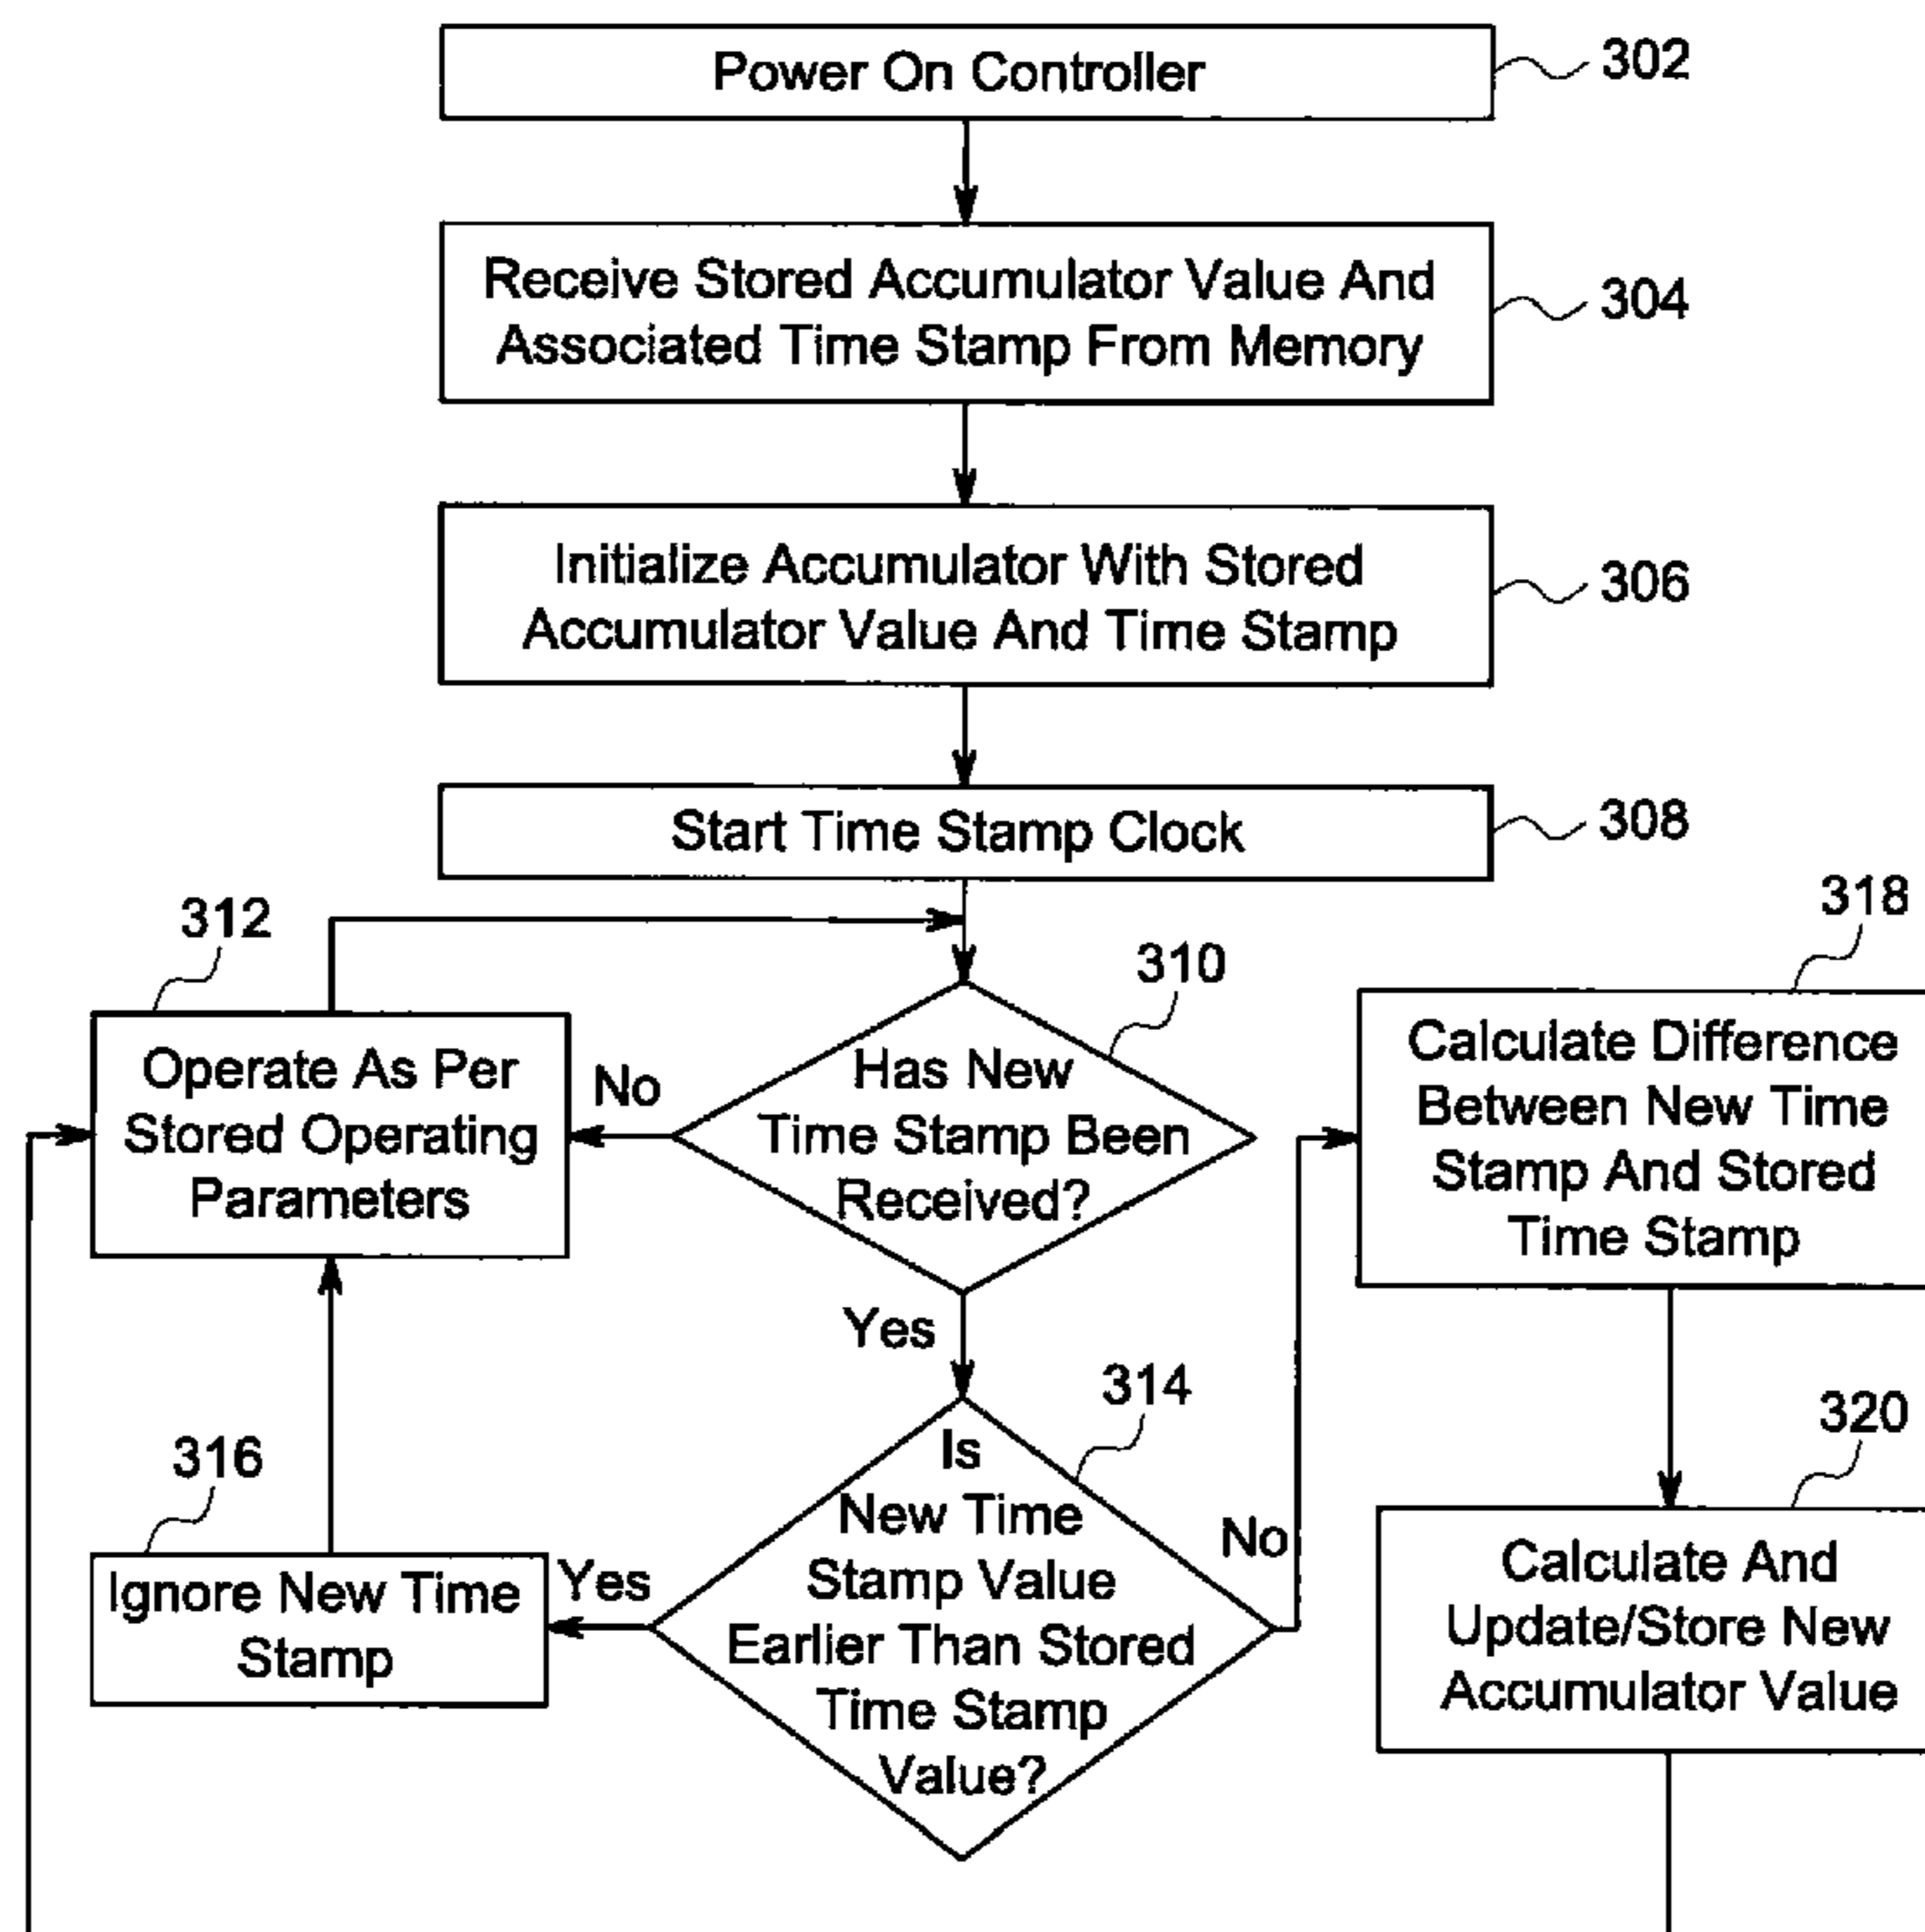 Power On Controller
302
Receive Stored Accumulator Value And
Associated Time Stamp From Memory
304
Initialize Accumulator With Stored
Accumulator Value And Time Stamp
306
Start Time Stamp Clock
308
312
Operate As Per
Stored Operating
Parameters
No
310
Has New
Time Stamp Been
Received?
318
Calculate Difference
Between New Time
Stamp And Stored
Time Stamp
Yes
314
Is
New Time
Stamp Value
Earlier Than Stored
Time Stamp
Value?
No
316
Ignore New Time
Stamp
Yes
320
Calculate And
Update/Store New
Accumulator Value